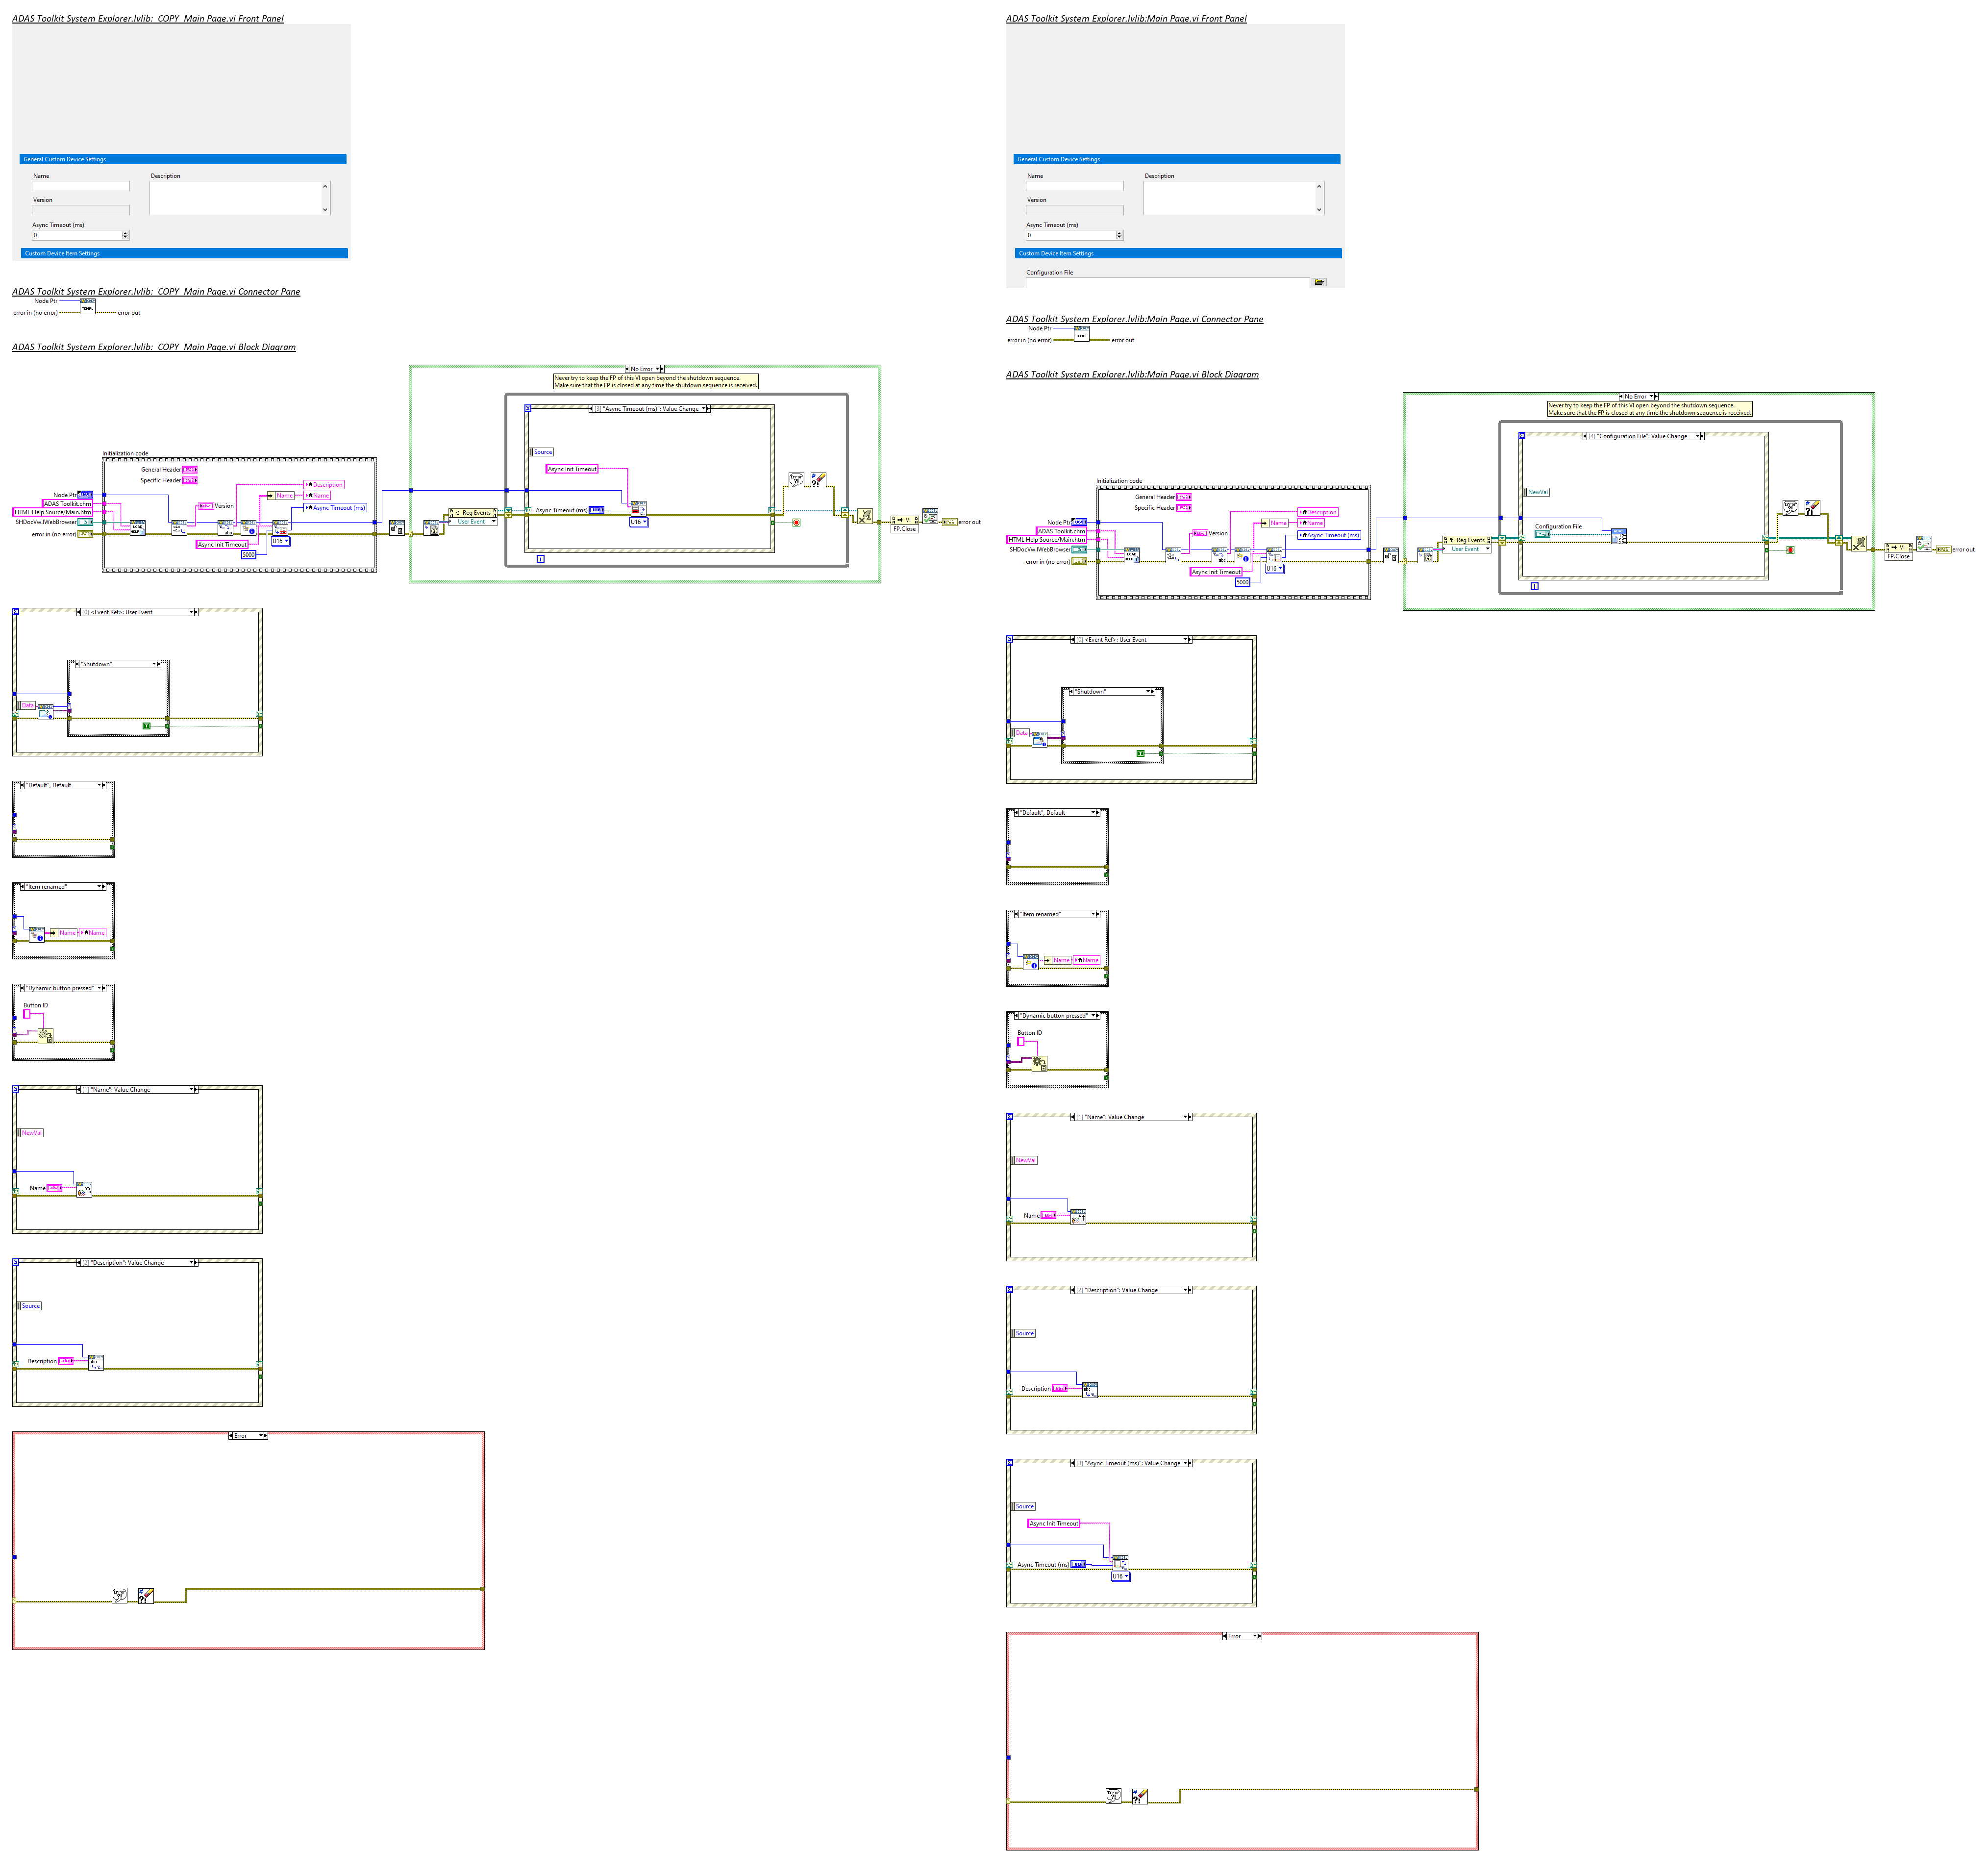 ADAS Toolkit System Explorer.lvlib:_COPY_Main Page.vi Front Panel
General Custom Device Settings
Name
Description
Version
Async Timeout (ms)
0
Custom Device Item Settings
ADAS Toolkit System Explorer.lvlib:_COPY_Main Page.vi Connector Pane
Node Ptr
error in (no error)
error out
ADAS Toolkit System Explorer.lvlib:_COPY_Main Page.vi Block Diagram
No Error
Never try to keep the FP of this VI open beyond the shutdown sequence.
Make sure that the FP is closed at any time the shutdown sequence is received.
[3] "Async Timeout (ms)": Value Change
Source
Async Init Timeout
Async Timeout (ms)
U16
Initialization code
General Header
Specific Header
Node Ptr
ADAS Toolkit.chm
HTML Help Source/Main.htm
SHDocVw.IWebBrowser
error in (no error)
Version
Description
Name
Name
Async Timeout (ms)
Async Init Timeout
5000
U16
Reg Events
User Event
VI
FP.Close
error out
[0] <Event Ref>: User Event
"Shutdown"
Data
"Default", Default
"Item renamed"
Name
Name
"Dynamic button pressed"
Button ID
[1] "Name": Value Change
NewVal
Name
[2] "Description": Value Change
Source
Description
Error
ADAS Toolkit System Explorer.lvlib:Main Page.vi Front Panel
General Custom Device Settings
Name
Description
Version
Async Timeout (ms)
0
Custom Device Item Settings
Configuration File
ADAS Toolkit System Explorer.lvlib:Main Page.vi Connector Pane
Node Ptr
error in (no error)
error out
ADAS Toolkit System Explorer.lvlib:Main Page.vi Block Diagram
No Error
Never try to keep the FP of this VI open beyond the shutdown sequence.
Make sure that the FP is closed at any time the shutdown sequence is received.
[4] "Configuration File": Value Change
NewVal
Configuration File
Initialization code
General Header
Specific Header
Node Ptr
ADAS Toolkit.chm
HTML Help Source/Main.htm
SHDocVw.IWebBrowser
error in (no error)
Version
Description
Name
Name
Async Timeout (ms)
Async Init Timeout
5000
U16
Reg Events
User Event
VI
FP.Close
error out
[0] <Event Ref>: User Event
"Shutdown"
Data
"Default", Default
"Item renamed"
Name
Name
"Dynamic button pressed"
Button ID
[1] "Name": Value Change
NewVal
Name
[2] "Description": Value Change
Source
Description
[3] "Async Timeout (ms)": Value Change
Source
Async Init Timeout
Async Timeout (ms)
U16
Error